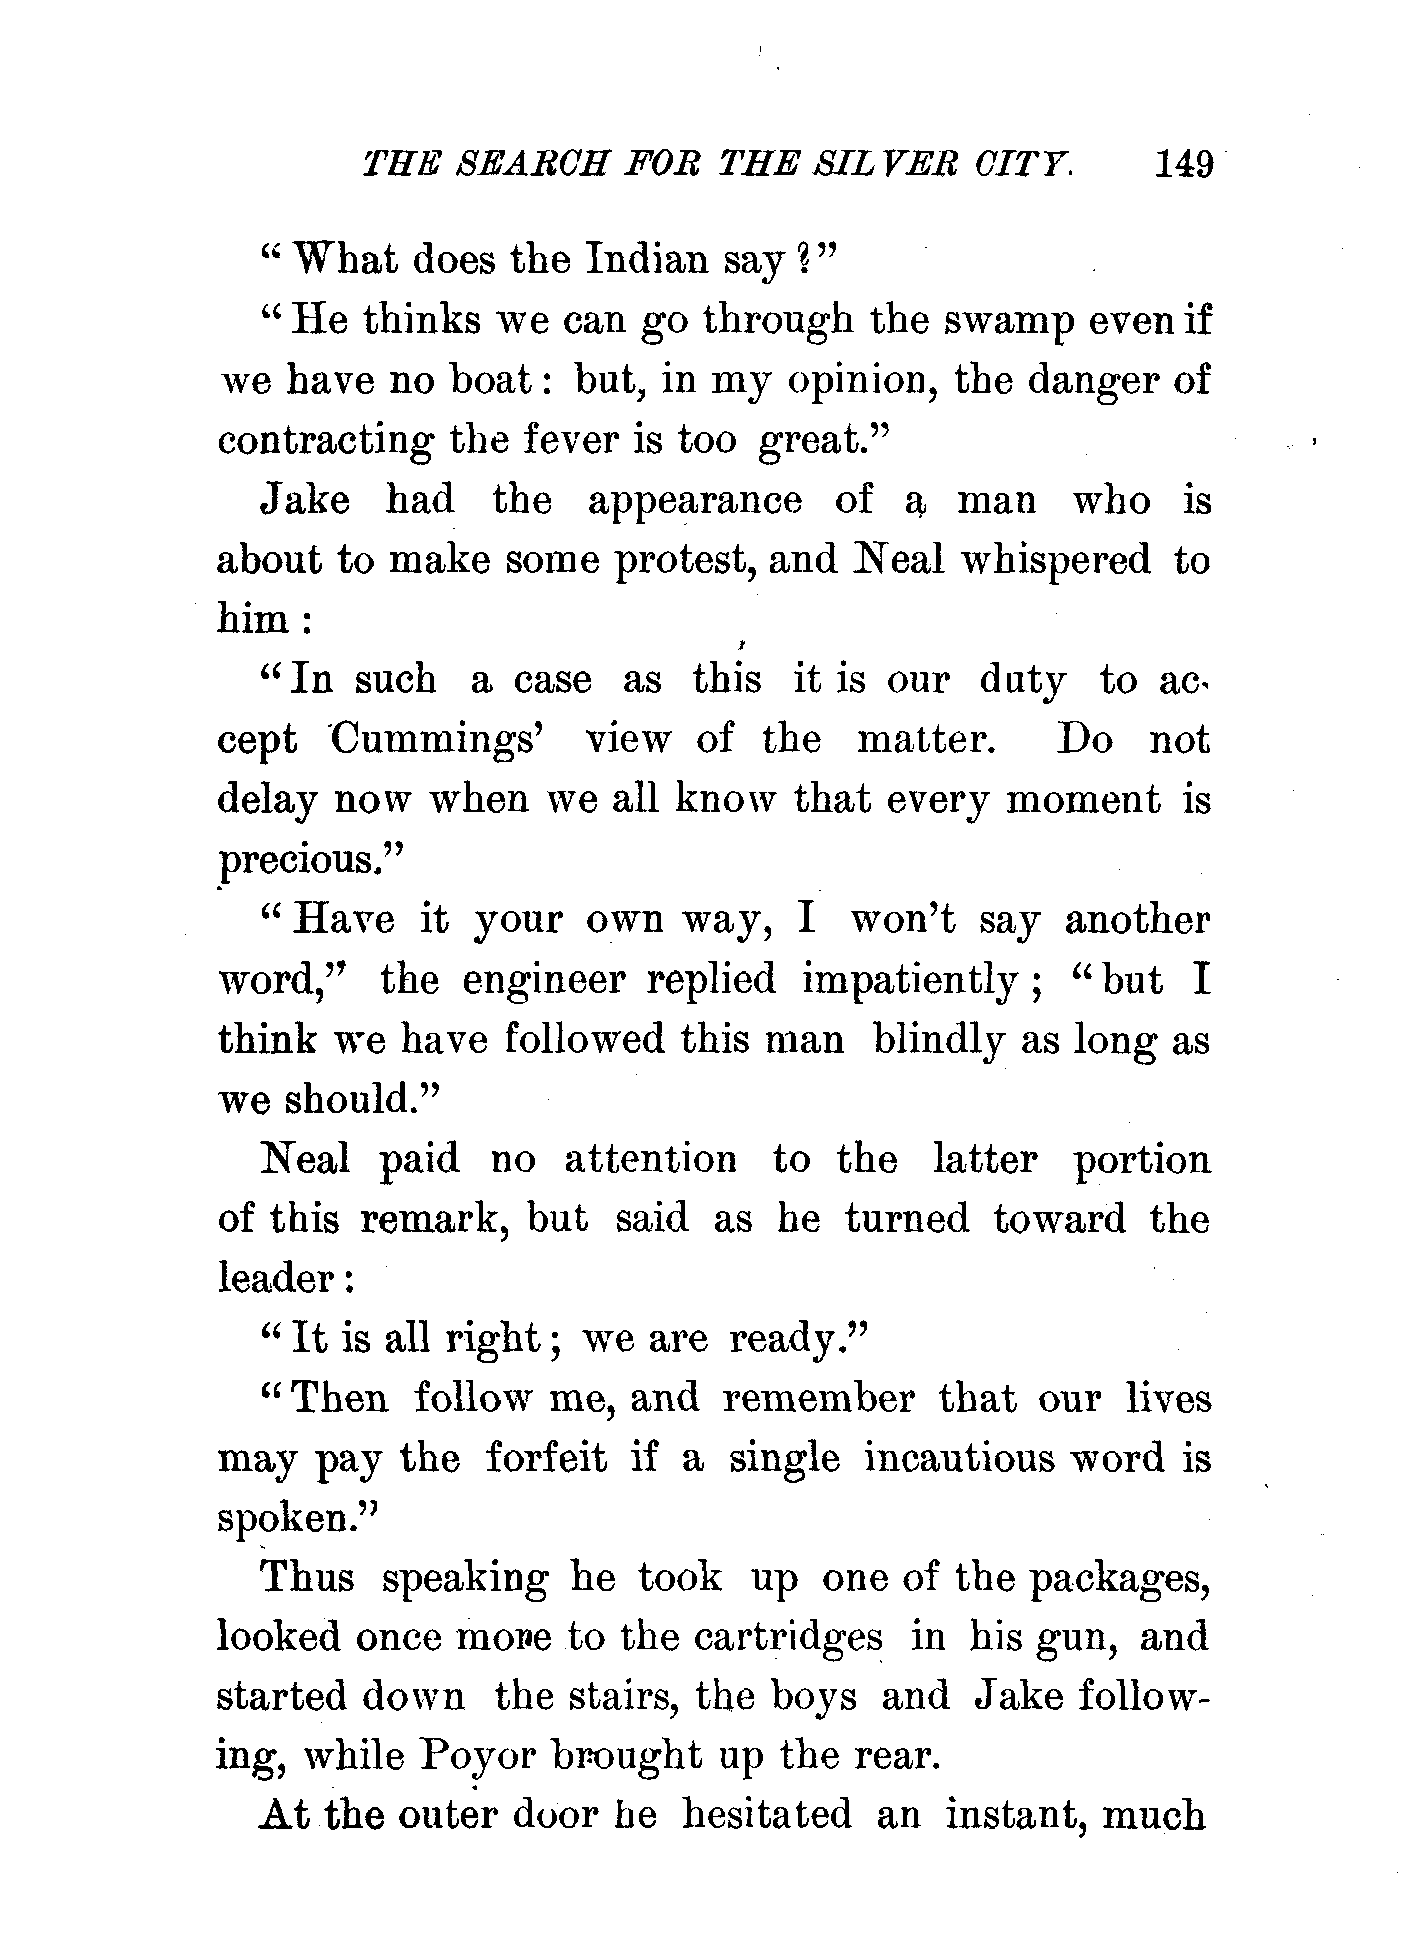 THE SEARCH FOR THE SILVER CITY. 149
“What does the Indian say?”
“He thinks we can go through the swamp even if
we have no boat: but, in my opinion, the danger of
contracting the fever is too great.”
Jake had the appearance of a man who is
about to make some protest, and Neal whispered to
him:
“In such a case as this it is our duty to ac-
cept Cummings’ view of the matter. Do not
delay now when we all know that every moment is
precious.”
“Have it your own way, I won’t say another
word,” the engineer replied impatiently; “but I
think we have followed this man blindly as long as
we should.”
Neal paid no attention to the latter portion
of this remark, but said as he turned toward the
leader:
“It is all right; we are ready.”
“Then follow me, and remember that our lives
may pay the forfeit if a single incautious word is
spoken.”
Thus speaking he took up one of the packages,
looked once more to the cartridges in his gun, and
started down the stairs, the boys and Jake follow-
ing, while Poyor brought up the rear.
At the outer door he hesitated an instant, much